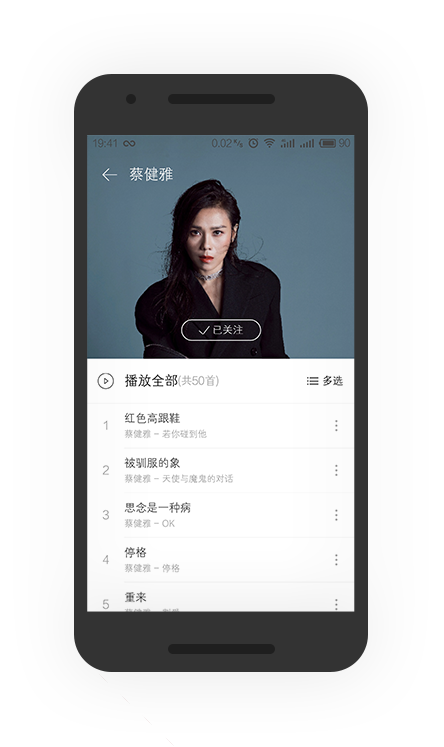 19:41
0.02 % 90
蔡健雅
已关注
播放全部(共50首) 多选
1 红色高跟鞋
蔡健雅 - 若你碰到他
2 被驯服的象
蔡健雅 - 天使与魔鬼的对话
3 思念是一种病
蔡健雅 - OK
4 停格
蔡健雅 - 停格
5 重来